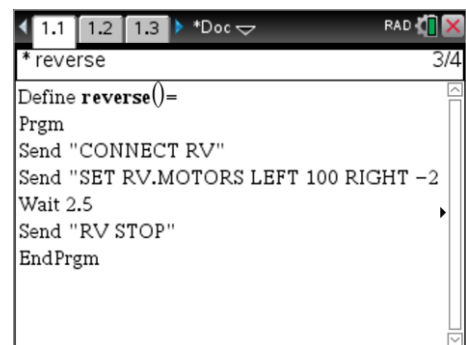 1.1 1.2 1.3 *Doc RAD
* reverse 3/4
Define reverse()=
Prgm
Send "CONNECT RV"
Send "SET RV.MOTORS LEFT 100 RIGHT −2
Wait 2.5
Send "RV STOP"
EndPrgm